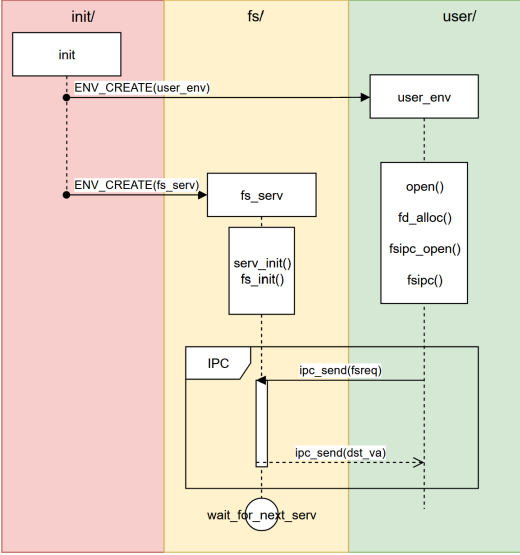 init/
fs/
user/
init
ENV_CREATE(user_env)
user_env
ENV_CREATE(fs_serv)
fs_serv
open()
fd_alloc()
fsipc_open()
fsipc()
serv_init()
fs_init()
IPC
ipc_send(fsreq)
ipc_send(dst_va)
wait_for_next_serv